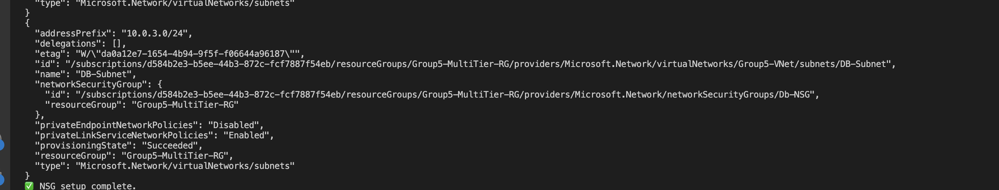 "type": "Microsoft.Network/virtualNetworks/subnets"
}
{
"addressPrefix": "10.0.3.0/24",
"delegations": [],
"etag": "W/\"da0a12e7-1654-4b94-9f5f-f06644a96187\"",
"id": "/subscriptions/d584b2e3-b5ee-44b3-872c-fcf7887f54eb/resourceGroups/Group5-MultiTier-RG/providers/Microsoft.Network/virtualNetworks/Group5-VNet/subnets/DB-Subnet",
"name": "DB-Subnet",
"networkSecurityGroup": {
"id": "/subscriptions/d584b2e3-b5ee-44b3-872c-fcf7887f54eb/resourceGroups/Group5-MultiTier-RG/providers/Microsoft.Network/networkSecurityGroups/Db-NSG",
"resourceGroup": "Group5-MultiTier-RG"
},
"privateEndpointNetworkPolicies": "Disabled",
"privateLinkServiceNetworkPolicies": "Enabled",
"provisioningState": "Succeeded",
"resourceGroup": "Group5-MultiTier-RG",
"type": "Microsoft.Network/virtualNetworks/subnets"
}
✅ NSG setup complete.